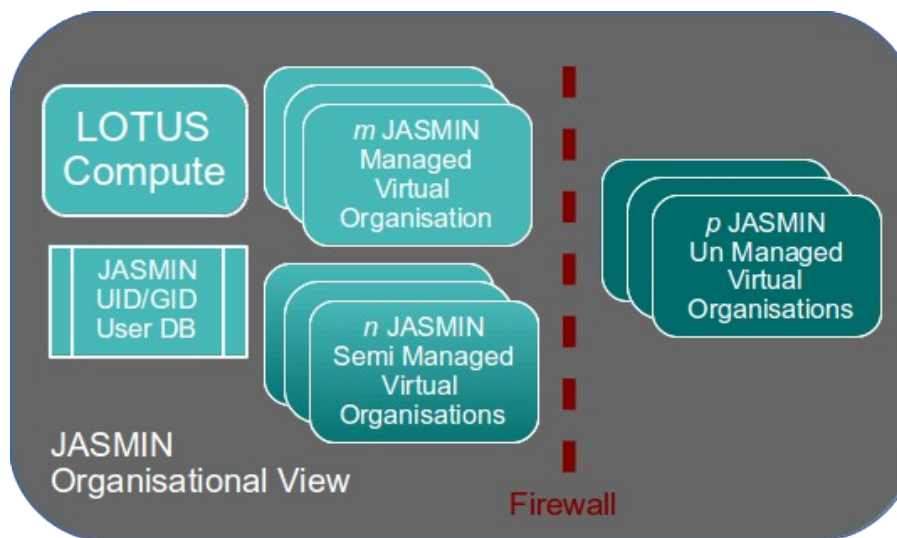 LOTUS
Compute
m JASMIN
Managed
Virtual
Organisation
p JASMIN
Un Managed
Virtual
Organisations
JASMIN
UID/GID
User DB
n JASMIN
Semi Managed
Virtual
Organisations
JASMIN
Organisational View
Firewall